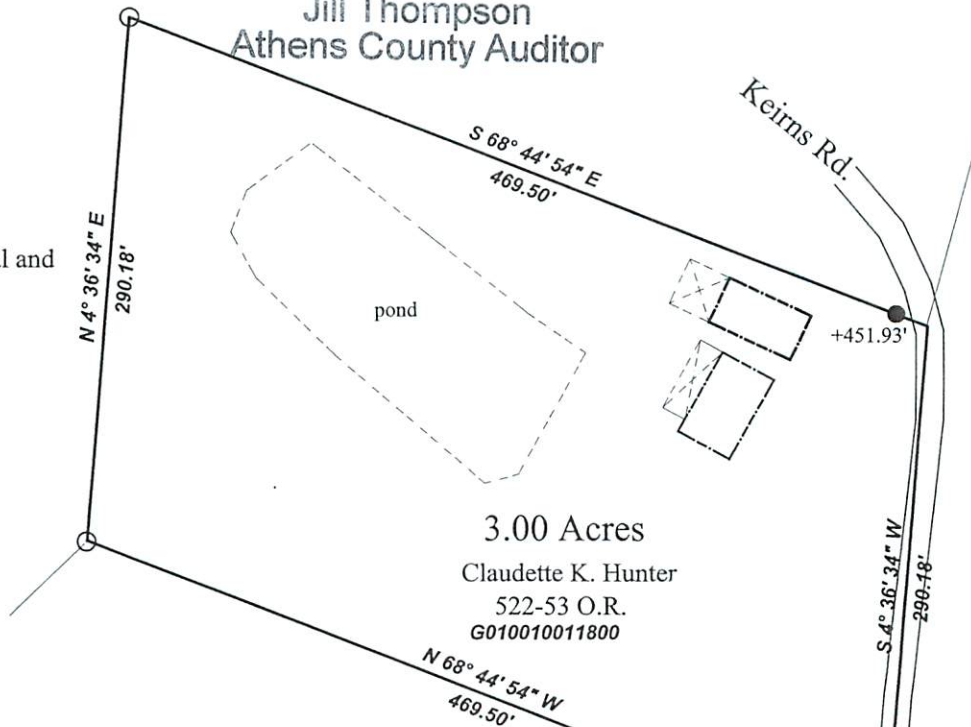 Jill Thompson
Athens County Auditor
Keirns Rd.
S 68° 44' 54" E
469.50'
N 4° 36' 34" E
290.18'
and
pond
+451.93'
3.00 Acres
Claudette K. Hunter
522-53 O.R.
G010010011800
S 4° 36' 34" W
290.18'
N 68° 44' 54" W
469.50'